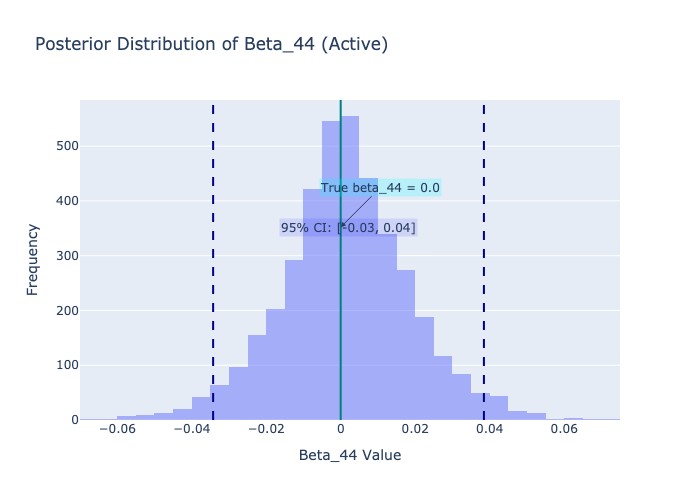 Posterior Distribution of Beta_44 (Active)
500
400
300
200
100
0
Frequency
True beta_44 = 0.0
95% CI: [-0.03, 0.04]
−0.06
−0.04
−0.02
0
0.02
0.04
0.06
Beta_44 Value